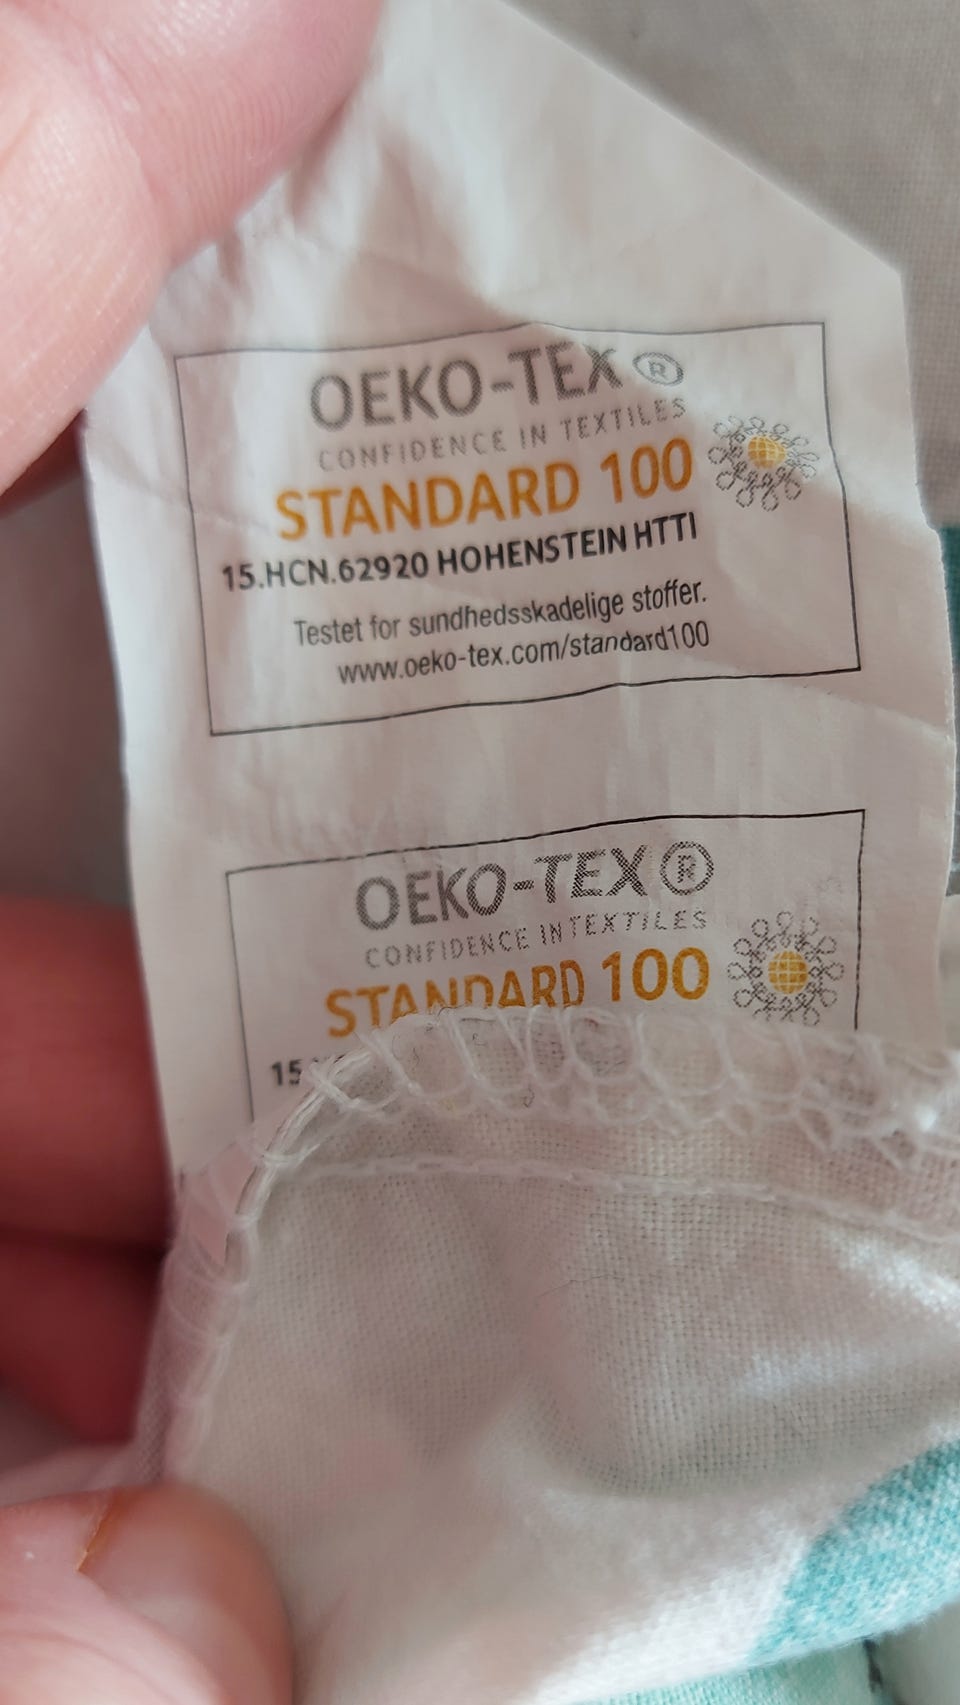 OEKO-TEX®
CONFIDENCE IN TEXTILES
STANDARD 100
15.HCN.62920 HOHENSTEIN HTTI
Testet for sundhedsskadelige stoffer.
www.oeko-tex.com/standard100
OEKO-TEX®
CONFIDENCE IN TEXTILES
STANDARD 100
15